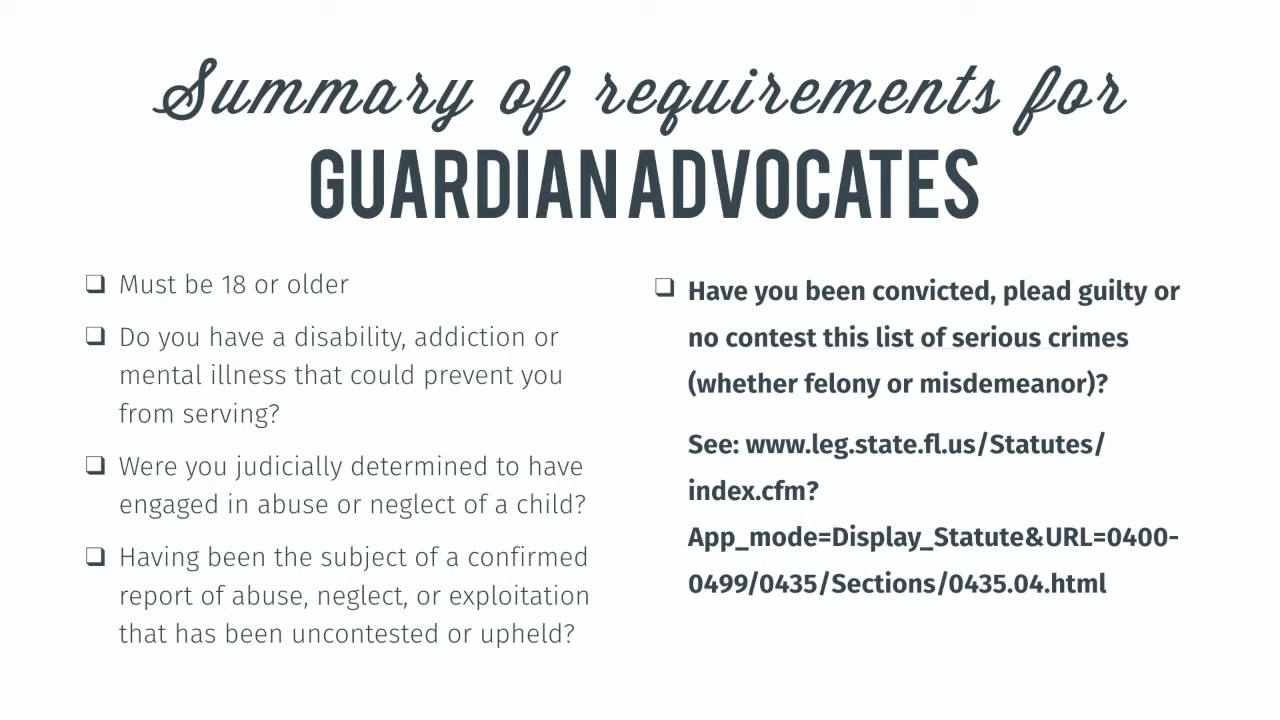 Summary of requirements for
GUARDIAN ADVOCATES
❑ Must be 18 or older
❑ Do you have a disability, addiction or
mental illness that could prevent you
from serving?
❑ Were you judicially determined to have
engaged in abuse or neglect of a child?
❑ Having been the subject of a confirmed
report of abuse, neglect, or exploitation
that has been uncontested or upheld?
❑ Have you been convicted, plead guilty or
no contest this list of serious crimes
(whether felony or misdemeanor)?
See: www.leg.state.fl.us/Statutes/
index.cfm?
App_mode=Display_Statute&URL=0400-
0499/0435/Sections/0435.04.html